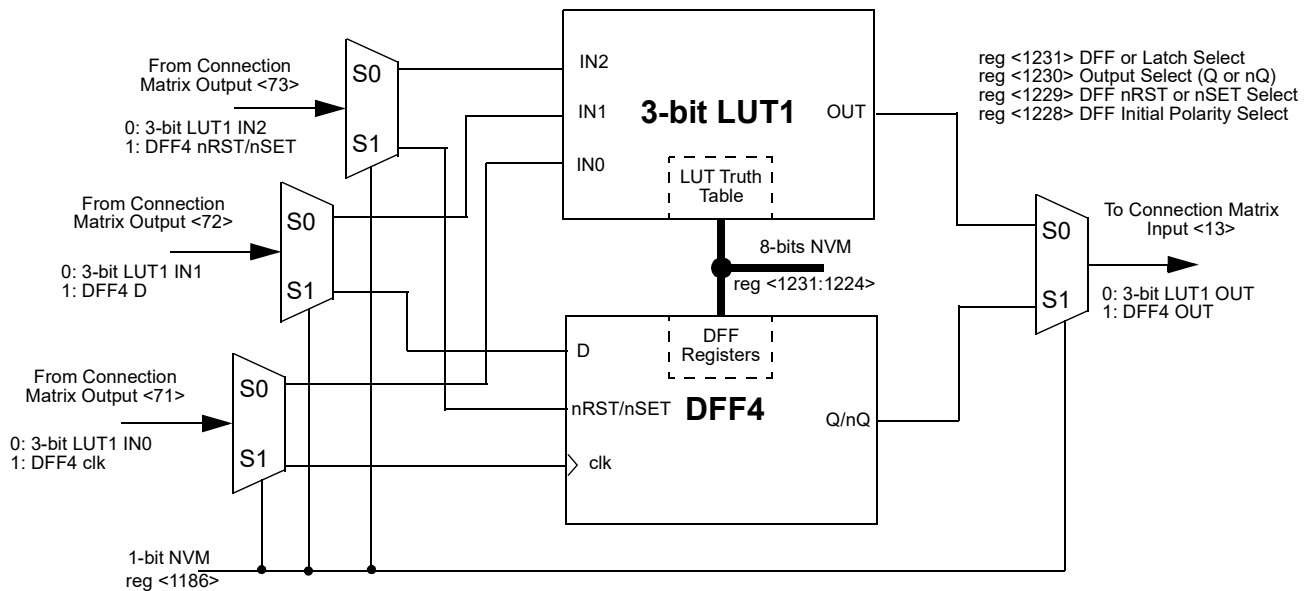 From Connection
Matrix Output <73>
0: 3-bit LUT1 IN2
1: DFF4 nRST/nSET
S0
S1
From Connection
Matrix Output <72>
0: 3-bit LUT1 IN1
1: DFF4 D
S0
S1
From Connection
Matrix Output <71>
0: 3-bit LUT1 IN0
1: DFF4 clk
S0
S1
1-bit NVM
reg <1186>
IN2
IN1
IN0
3-bit LUT1
OUT
LUT Truth
Table
8-bits NVM
reg <1231:1224>
DFF
Registers
D
nRST/nSET
clk
DFF4
Q/nQ
reg <1231> DFF or Latch Select
reg <1230> Output Select (Q or nQ)
reg <1229> DFF nRST or nSET Select
reg <1228> DFF Initial Polarity Select
S0
S1
To Connection Matrix
Input <13>
0: 3-bit LUT1 OUT
1: DFF4 OUT